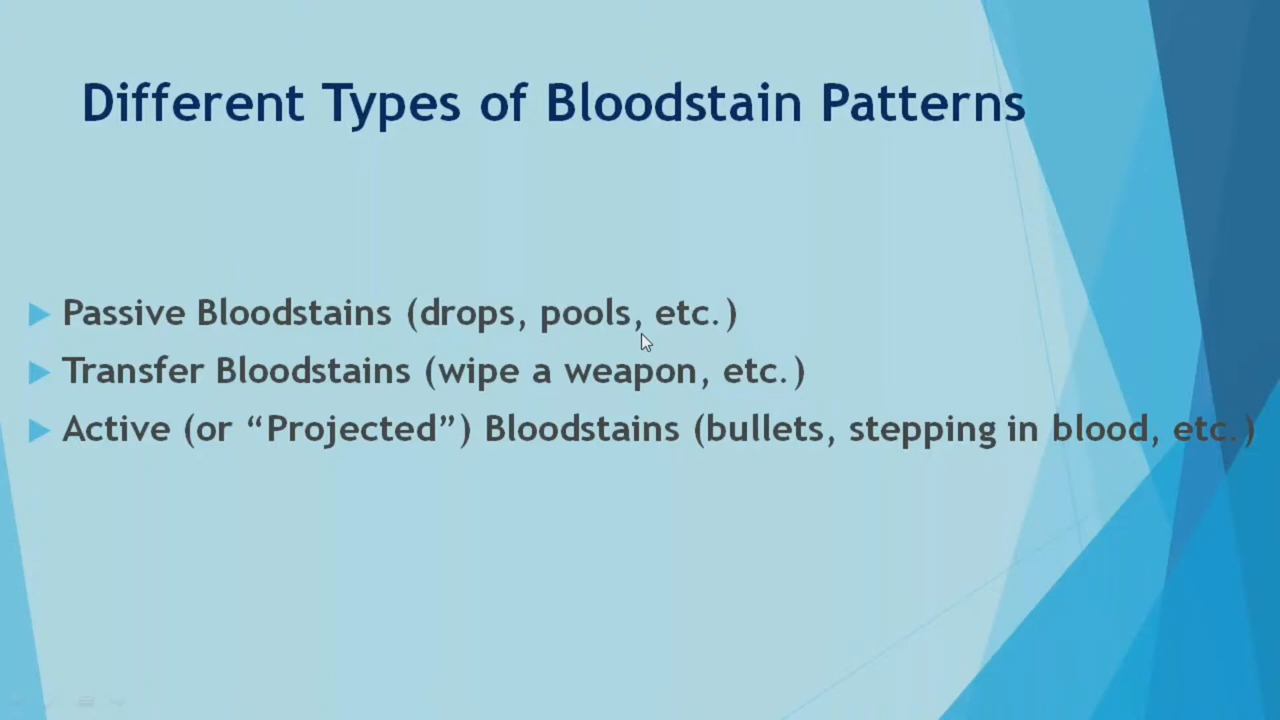 Different Types of Bloodstain Patterns
Passive Bloodstains (drops, pools, etc.)
Transfer Bloodstains (wipe a weapon, etc.)
Active (or “Projected”) Bloodstains (bullets, stepping in blood, etc.)